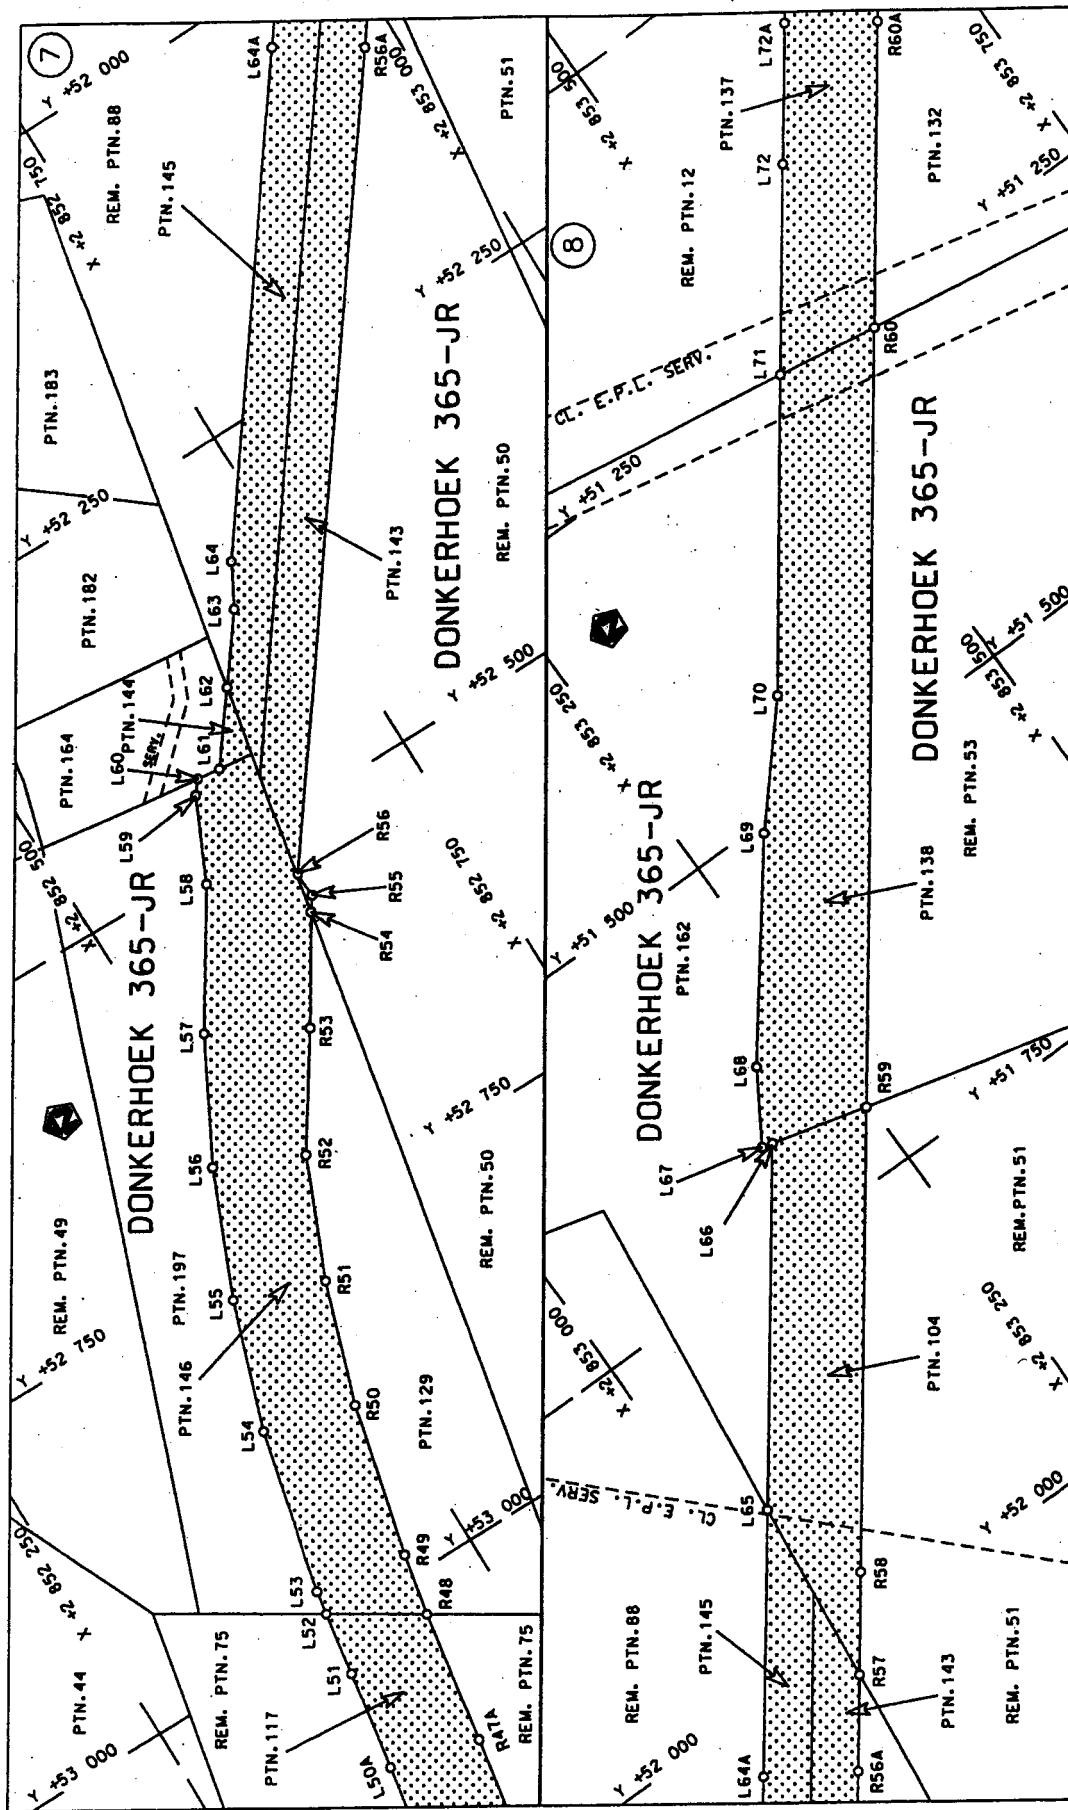 7
L64A
R56A
Y +52 000
REM. PTN.88
PTN.145
X +2 852 750
X +2 853 000
PTN.51
PTN.183
Y +52 250
Y +52 250
DONKERHOEK 365-JR
REM. PTN.50
PTN.143
L64
L63
PTN.182
L62
PTN.144
SERV.
L61
L60
PTN.164
L59
Y +52 500
R56
R55
R54
X +2 852 500
X +2 852 750
L58
DONKERHOEK 365-JR
L57
R53
N
L56
R52
Y +52 750
REM. PTN.50
REM. PTN.49
PTN.197
L55
R51
Y +52 750
PTN.146
L54
R50
PTN.129
X +2 852 250
Y +53 000
L53
R49
L52
R48
PTN.44
REM. PTN.75
L51
REM. PTN.75
PTN.117
R47A
L50A
Y +53 000
8
L72A
R60A
X +2 853 500
X +2 853 750
PTN.137
L72
PTN.132
REM. PTN.12
Y +51 250
L71
R60
CL. E.P.L. SERV.
Y +51 250
DONKERHOEK 365-JR
N
L70
X +2 853 250
X +2 853 500
Y +51 500
REM. PTN.53
L69
PTN.138
DONKERHOEK 365-JR
Y +51 500
PTN.162
L68
R59
Y +51 750
L67
L66
REM.PTN.51
X +2 853 000
X +2 853 250
PTN.104
CL. E.P.L. SERV.
L65
Y +52 000
R58
REM. PTN.88
PTN.145
R57
PTN.143
REM. PTN.51
Y +52 000
L64A
R56A